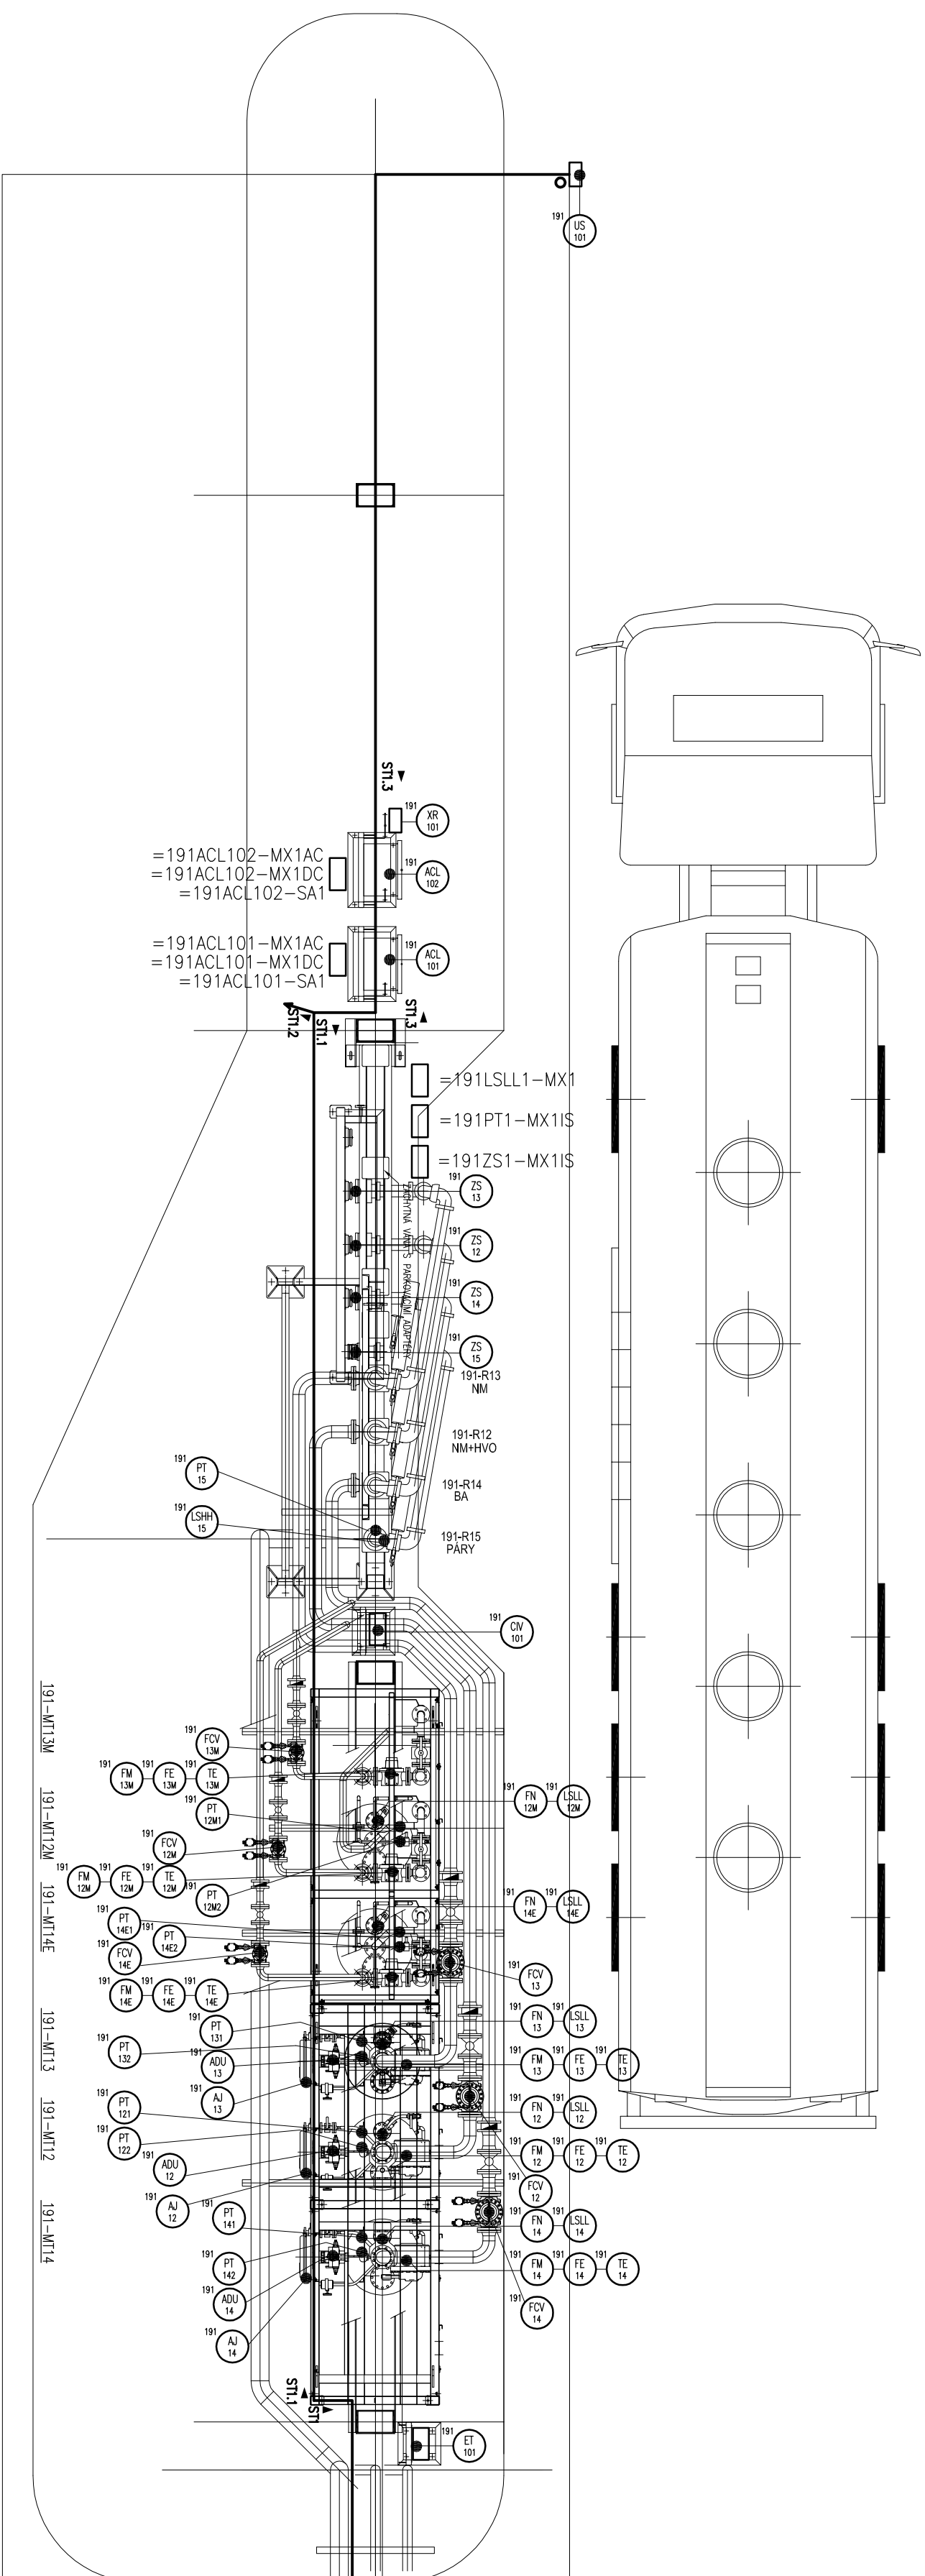 191
US
101
ST1.3
191
XR
101
=191ACL102-MX1AC
=191ACL102-MX1DC
=191ACL102-SA1
191
ACL
102
=191ACL101-MX1AC
=191ACL101-MX1DC
=191ACL101-SA1
191
ACL
101
ST1.2
ST1.1
ST1.3
=191LSLL1-MX1
=191PT1-MX1IS
=191ZS1-MX1IS
191
ZS
13
191
ZS
12
191
ZS
14
191
ZS
15
ZÁCHYTNÁ VANA S PARKOVACÍMI ADAPTÉRY
191-R13
NM
191-R12
NM+HVO
191-R14
BA
191-R15
PÁRY
191
PT
15
191
LSHH
15
191
CIV
101
191-MT13M
191
FCV
13M
191
FM
13M
191
FE
13M
191
TE
13M
191
PT
12M1
191
FN
12M
191
LSLL
12M
191-MT12M
191
FCV
12M
191
FM
12M
191
FE
12M
191
TE
12M
191
PT
12M2
191-MT14E
191
FN
14E
191
LSLL
14E
191
PT
14E1
191
PT
14E2
191
FCV
14E
191
FCV
13
191
FM
14E
191
FE
14E
191
TE
14E
191-MT13
191
PT
131
191
PT
132
191
ADU
13
191
AJ
13
191
FN
13
191
LSLL
13
191
FM
13
191
FE
13
191
TE
13
191-MT12
191
PT
121
191
PT
122
191
ADU
12
191
AJ
12
191
FN
12
191
LSLL
12
191
FM
12
191
FE
12
191
TE
12
191
FCV
12
191-MT14
191
PT
141
191
PT
142
191
ADU
14
191
AJ
14
191
FN
14
191
LSLL
14
191
FM
14
191
FE
14
191
TE
14
191
FCV
14
ST1.1
ST1
191
ET
101